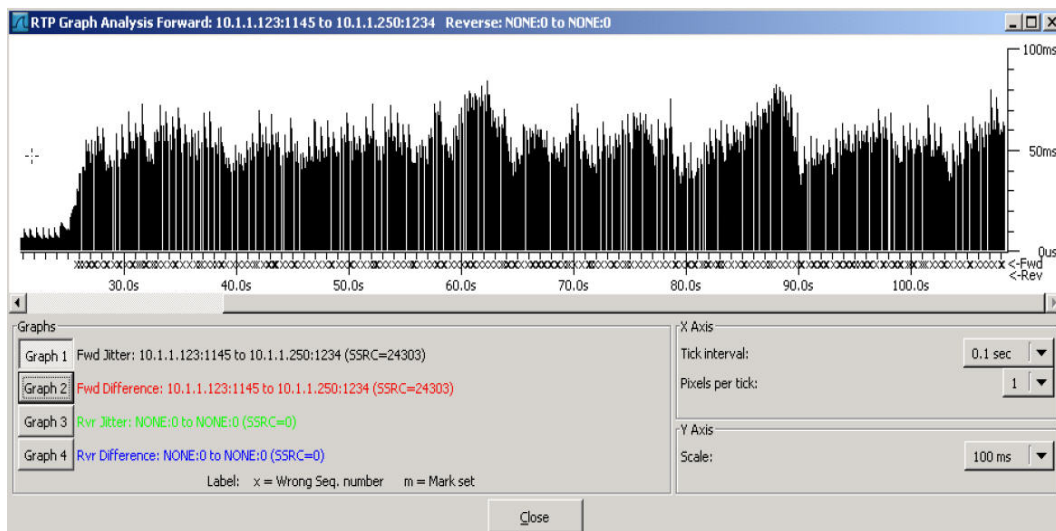 RTP Graph Analysis Forward: 10.1.1.123:1145 to 10.1.1.250:1234 Reverse: NONE:0 to NONE:0
100ms
50ms
0us
xxxxxxxxxxxxxxxxxxxxxxxxxxxxxxxx <-Fwd
<-Rev
30.0s 40.0s 50.0s 60.0s 70.0s 80.0s 90.0s 100.0s
Graphs
Graph 1 Fwd Jitter: 10.1.1.123:1145 to 10.1.1.250:1234 (SSRC=24303)
Graph 2 Fwd Difference: 10.1.1.123:1145 to 10.1.1.250:1234 (SSRC=24303)
Graph 3 Rvr Jitter: NONE:0 to NONE:0 (SSRC=0)
Graph 4 Rvr Difference: NONE:0 to NONE:0 (SSRC=0)
Label: x = Wrong Seq. number m = Mark set
X Axis
Tick interval: 0.1 sec
Pixels per tick: 1
Y Axis
Scale: 100 ms
Close